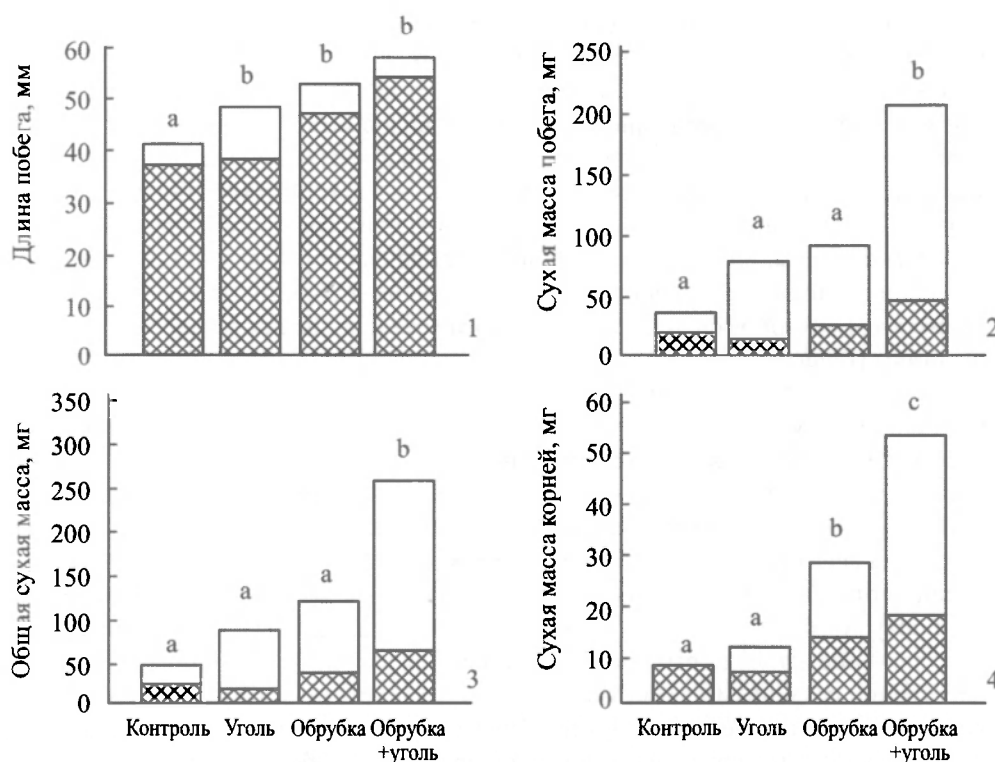 Длина побега, мм
60
50
40
30
20
10
0
a
b
b
b
1
Сухая масса побега, мг
250
200
150
100
50
0
a
a
a
b
2
Общая сухая масса, мг
350
300
250
200
150
100
50
0
a
a
a
b
3
Контроль
Уголь
Обрубка
Обрубка
+уголь
Сухая масса корней, мг
60
50
40
30
20
10
0
a
a
b
c
4
Контроль
Уголь
Обрубка
Обрубка
+уголь